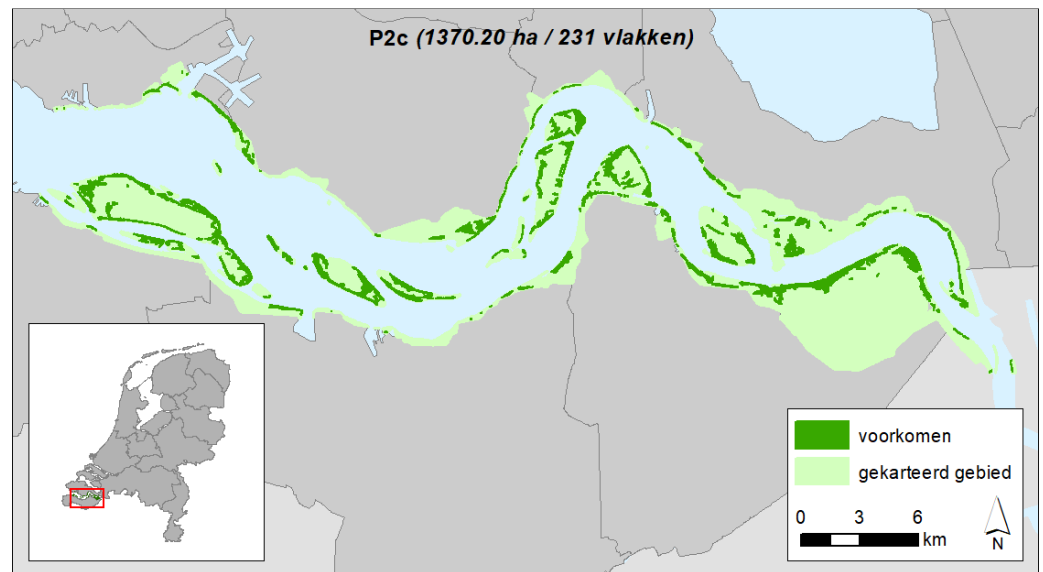 P2c (1370.20 ha / 231 vlakken)
voorkomen
gekarteerd gebied
0 3 6
km
N